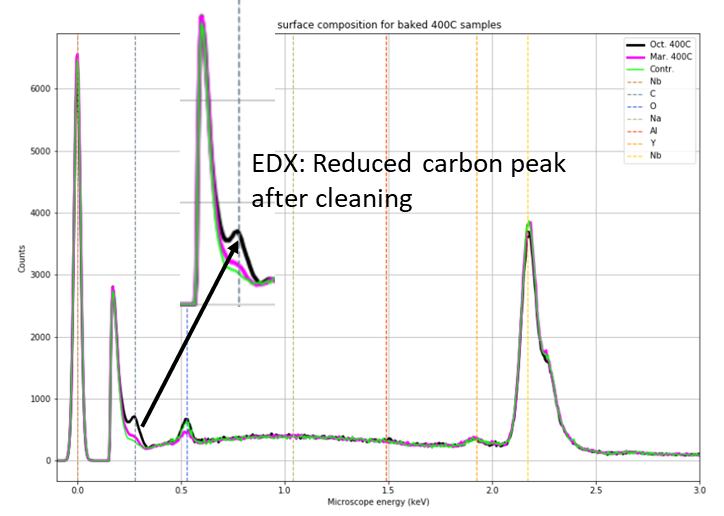 surface composition for baked 400C samples
Oct. 400C
Mar. 400C
Contr.
Nb
C
O
Na
Al
Y
Nb
EDX: Reduced carbon peak
after cleaning
6000
5000
4000
3000
2000
1000
0
Counts
0.0 0.5 1.0 1.5 2.0 2.5 3.0
Microscope energy (keV)